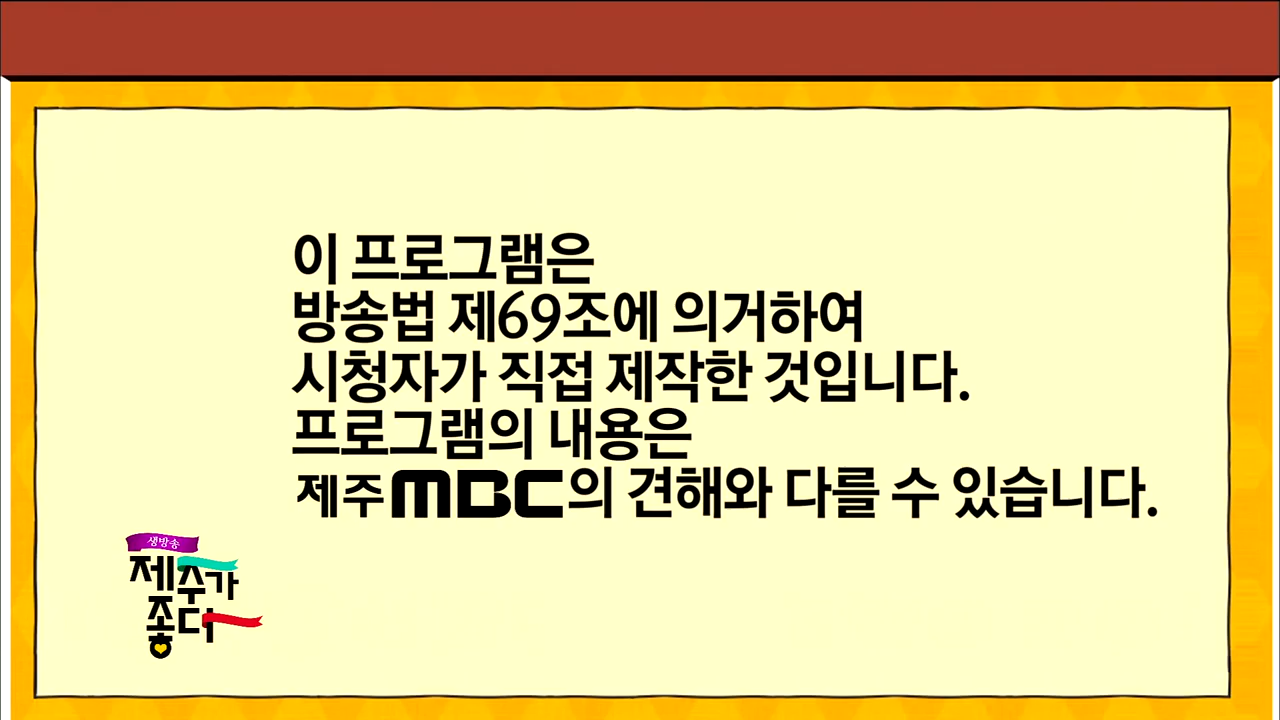 이 프로그램은
방송법 제69조에 의거하여
시청자가 직접 제작한 것입니다.
프로그램의 내용은
제주MBC의 견해와 다를 수 있습니다.
생방송
제주가
좋다